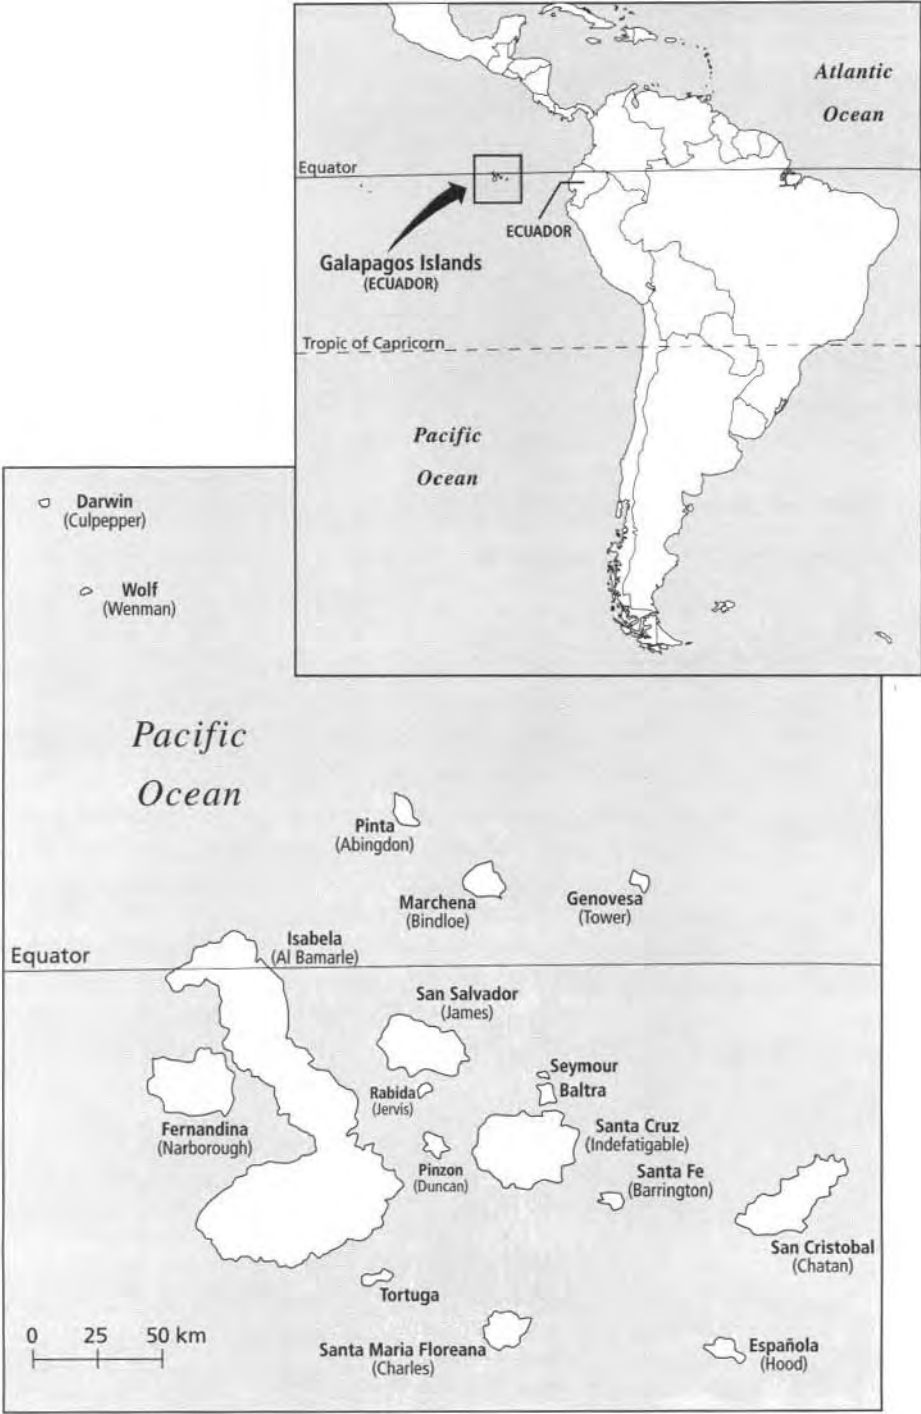 Atlantic
Ocean
Equator
ECUADOR
Galapagos Islands
(ECUADOR)
Tropic of Capricorn
Pacific
Ocean
Darwin
(Culpepper)
Wolf
(Wenman)
Pacific
Ocean
Pinta
(Abingdon)
Marchena
(Bindloe)
Genovesa
(Tower)
Isabela
(Al Bamarle)
Equator
San Salvador
(James)
Seymour
Baltra
Rabida
(Jervis)
Fernandina
(Narborough)
Santa Cruz
(Indefatigable)
Pinzon
(Duncan)
Santa Fe
(Barrington)
San Cristobal
(Chatan)
Tortuga
0 25 50 km
Santa Maria Floreana
(Charles)
Española
(Hood)